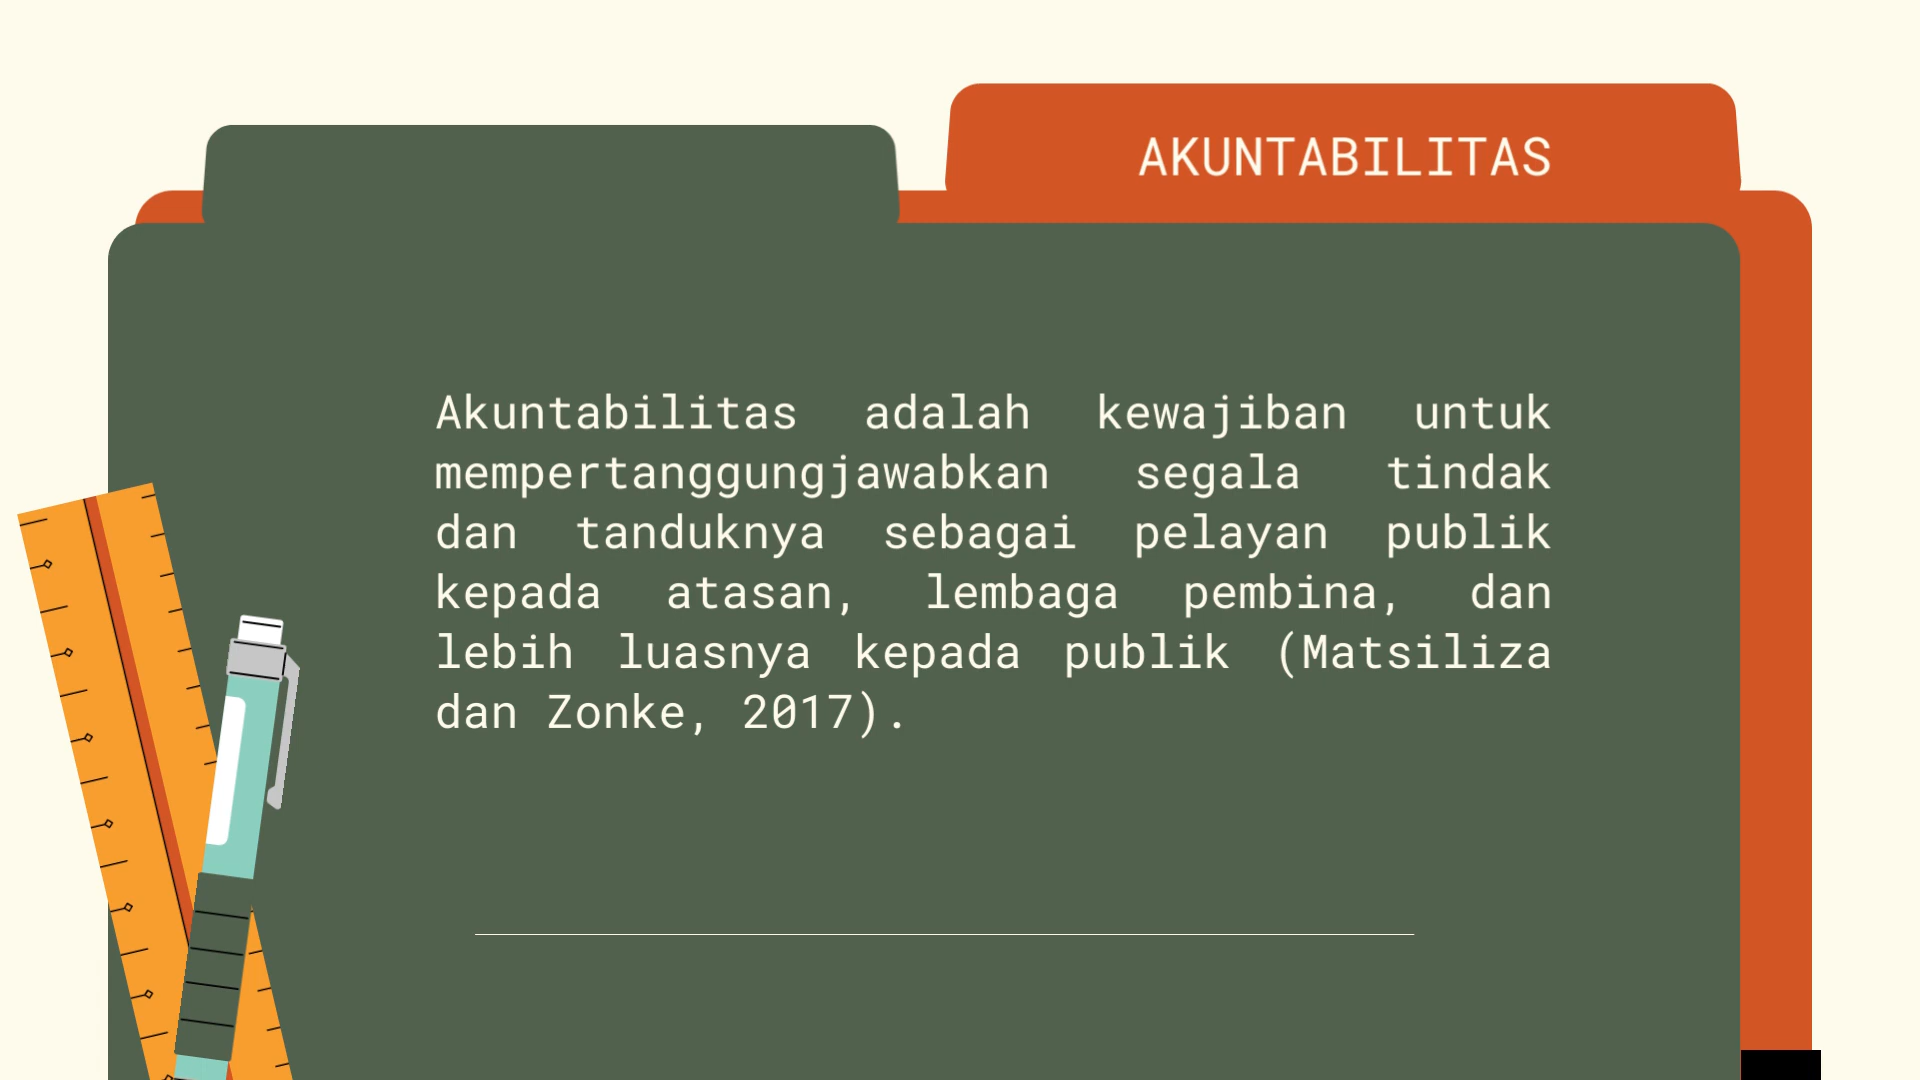 AKUNTABILITAS
Akuntabilitas adalah kewajiban untuk
mempertanggungjawabkan segala tindak
dan tanduknya sebagai pelayan publik
kepada atasan, lembaga pembina, dan
lebih luasnya kepada publik (Matsiliza
dan Zonke, 2017).